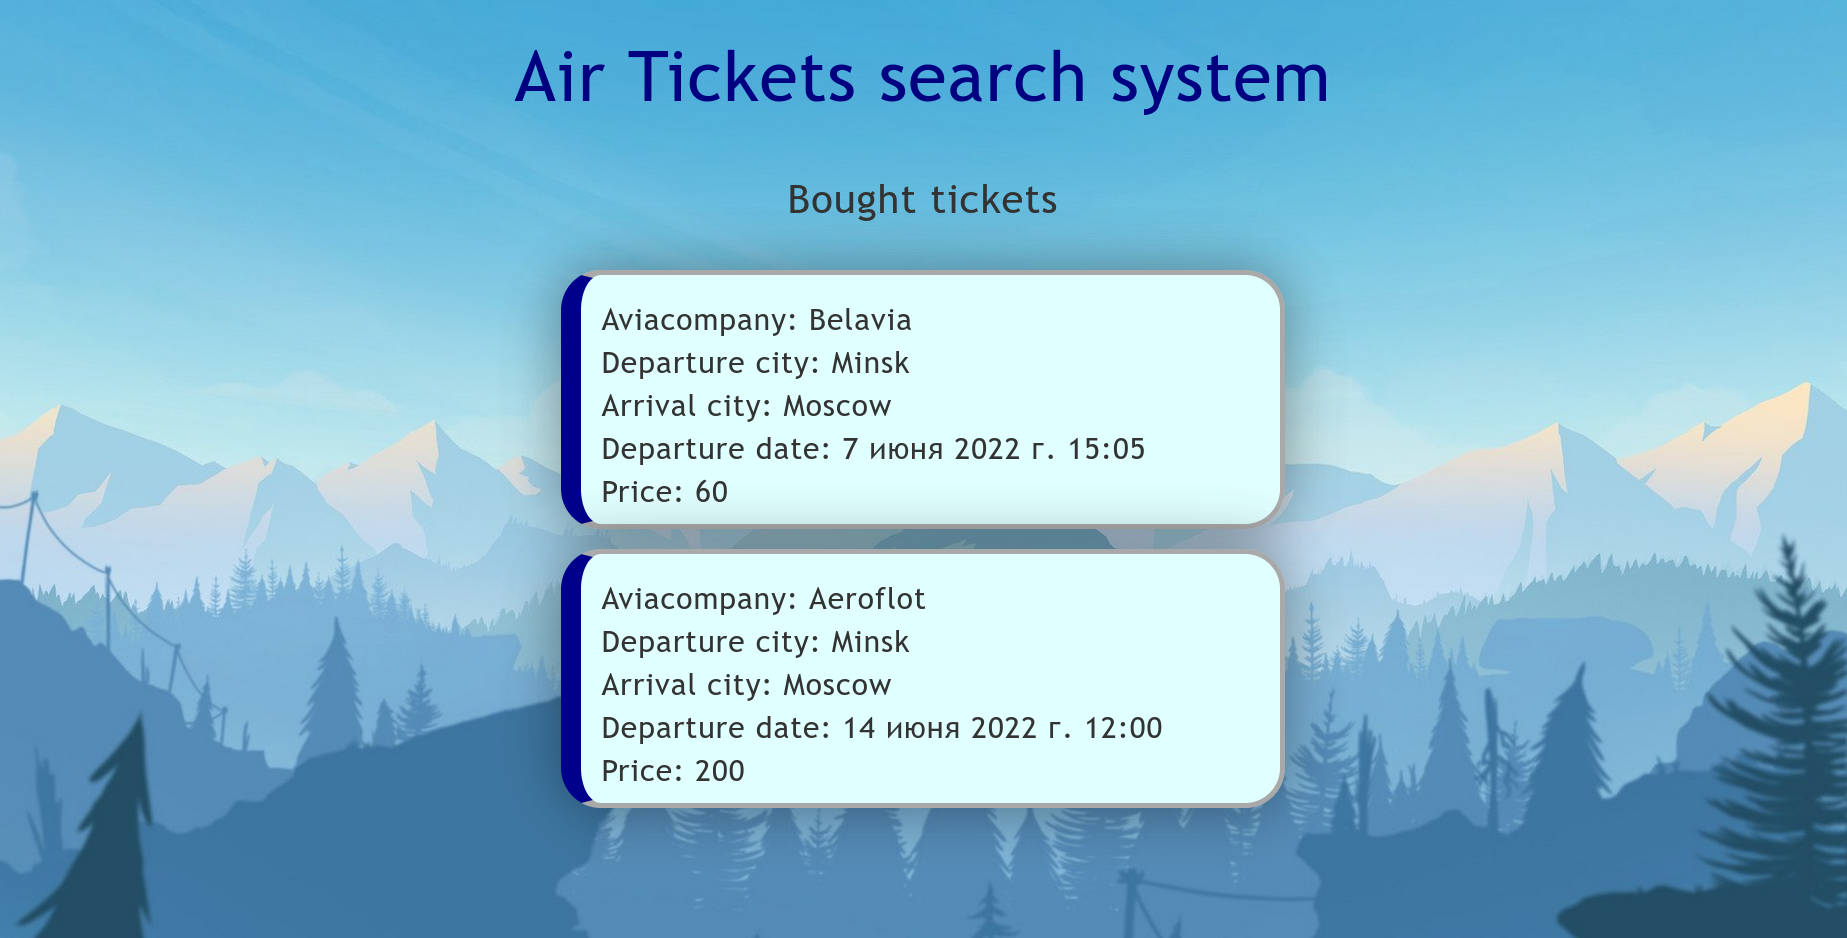 Air Tickets search system
Bought tickets
Aviacompany: Belavia
Departure city: Minsk
Arrival city: Moscow
Departure date: 7 июня 2022 г. 15:05
Price: 60
Aviacompany: Aeroflot
Departure city: Minsk
Arrival city: Moscow
Departure date: 14 июня 2022 г. 12:00
Price: 200